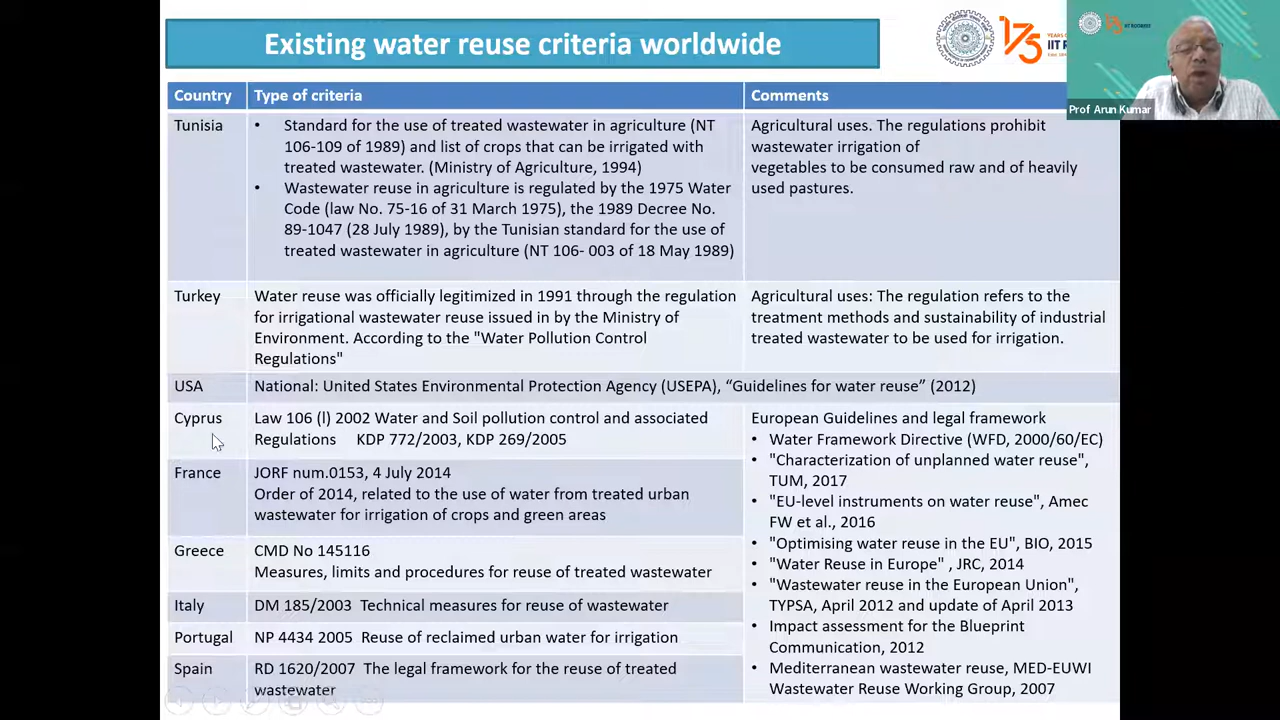 Existing water reuse criteria worldwide
175
YEARS
IIT
IIT ROORKEE
Prof Arun Kumar
Country
Type of criteria
Comments
Tunisia
• Standard for the use of treated wastewater in agriculture (NT
106-109 of 1989) and list of crops that can be irrigated with
treated wastewater. (Ministry of Agriculture, 1994)
• Wastewater reuse in agriculture is regulated by the 1975 Water
Code (law No. 75-16 of 31 March 1975), the 1989 Decree No.
89-1047 (28 July 1989), by the Tunisian standard for the use of
treated wastewater in agriculture (NT 106- 003 of 18 May 1989)
Agricultural uses. The regulations prohibit
wastewater irrigation of
vegetables to be consumed raw and of heavily
used pastures.
Turkey
Water reuse was officially legitimized in 1991 through the regulation
for irrigational wastewater reuse issued in by the Ministry of
Environment. According to the "Water Pollution Control
Regulations"
Agricultural uses: The regulation refers to the
treatment methods and sustainability of industrial
treated wastewater to be used for irrigation.
USA
National: United States Environmental Protection Agency (USEPA), “Guidelines for water reuse” (2012)
Cyprus
Law 106 (l) 2002 Water and Soil pollution control and associated
Regulations KDP 772/2003, KDP 269/2005
France
JORF num.0153, 4 July 2014
Order of 2014, related to the use of water from treated urban
wastewater for irrigation of crops and green areas
Greece
CMD No 145116
Measures, limits and procedures for reuse of treated wastewater
Italy
DM 185/2003 Technical measures for reuse of wastewater
Portugal
NP 4434 2005 Reuse of reclaimed urban water for irrigation
Spain
RD 1620/2007 The legal framework for the reuse of treated
wastewater
European Guidelines and legal framework
• Water Framework Directive (WFD, 2000/60/EC)
• "Characterization of unplanned water reuse",
TUM, 2017
• "EU-level instruments on water reuse", Amec
FW et al., 2016
• "Optimising water reuse in the EU", BIO, 2015
• "Water Reuse in Europe" , JRC, 2014
• "Wastewater reuse in the European Union",
TYPSA, April 2012 and update of April 2013
• Impact assessment for the Blueprint
Communication, 2012
• Mediterranean wastewater reuse, MED-EUWI
Wastewater Reuse Working Group, 2007